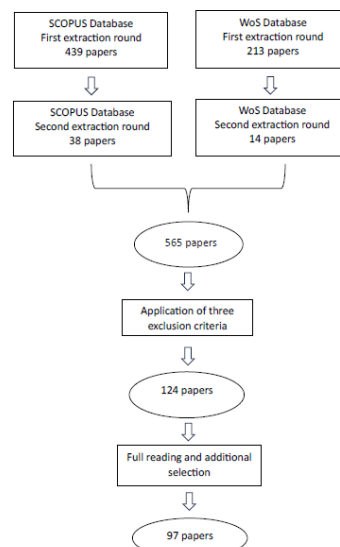 SCOPUS Database
First extraction round
439 papers
WoS Database
First extraction round
213 papers
SCOPUS Database
Second extraction round
38 papers
WoS Database
Second extraction round
14 papers
565 papers
Application of three
exclusion criteria
124 papers
Full reading and additional
selection
97 papers